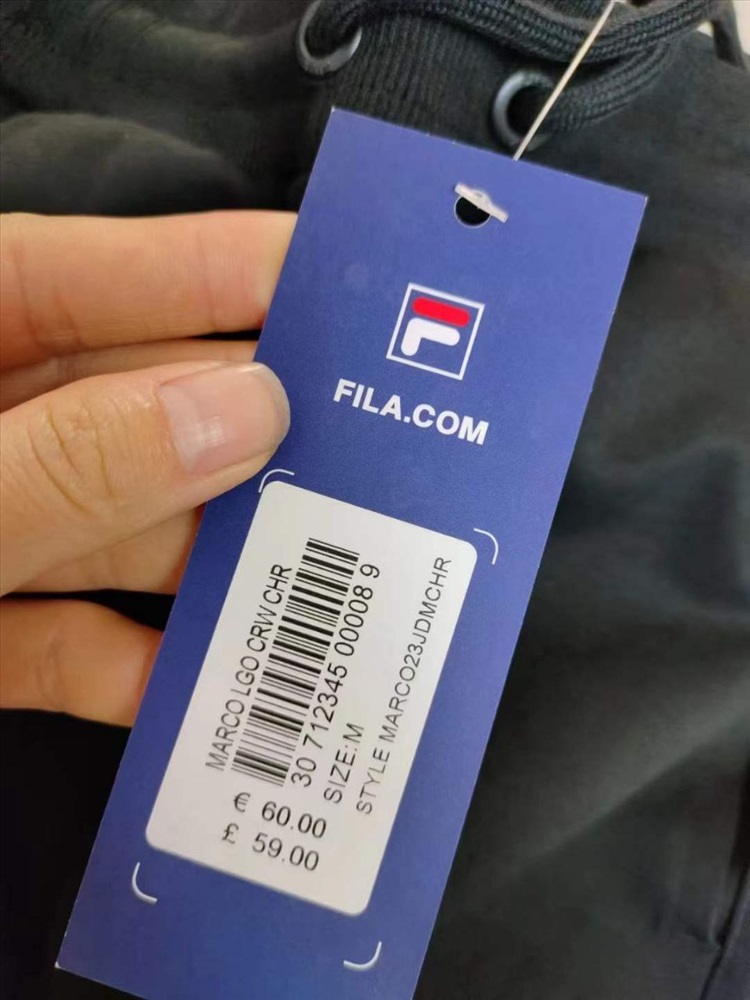 FILA.COM
MARCO LGO CRW CHR
30 712345 00008 9
SIZE: M
STYLE MARCO23JDMCHR
€ 60.00
£ 59.00